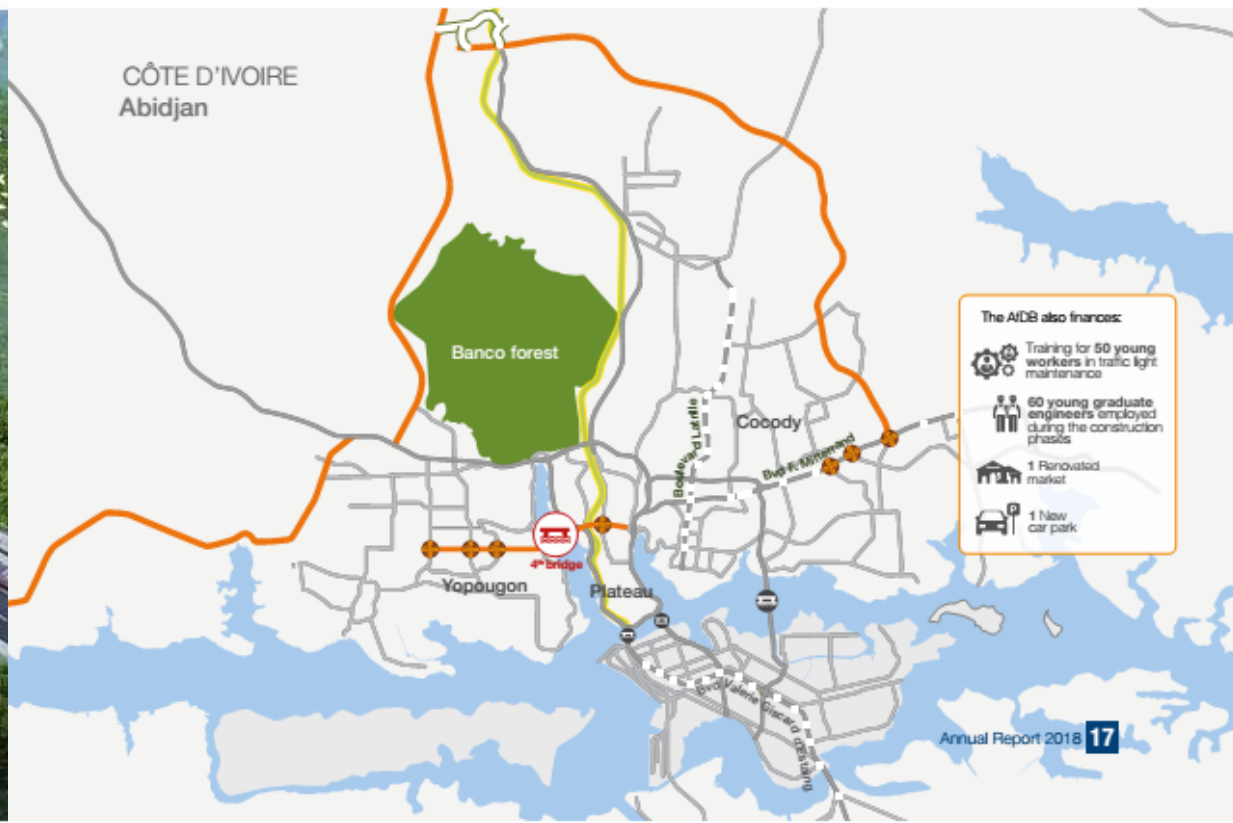 CÔTE D'IVOIRE
Abidjan
Banco forest
Boulevard Latrille
Cocody
Bvd F. Mitterrand
4th bridge
Yopougon
Plateau
Bvd Valerie Giscard d'Estaing
The AfDB also finances:
Training for 50 young
workers in traffic light
maintenance
60 young graduate
engineers employed
during the construction
phases
1 Renovated
market
1 New
car park
P
Annual Report 2018 17